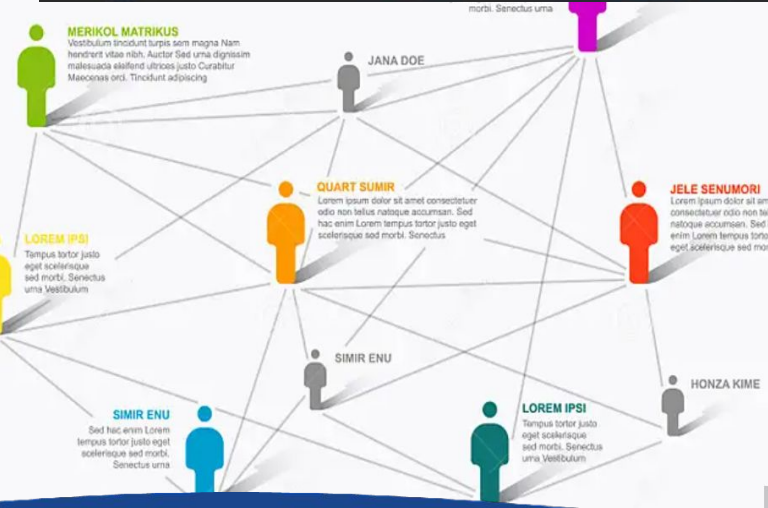 morbi. Senectus urna
MERIKOL MATRIKUS
Vestibulum tincidunt turpis sem magna Nam
hendrerit vitae nibh. Auctor Sed urna dignissim
malesuada eleifend ultrices justo Curabitur
Maecenas orci. Tincidunt adipiscing
JANA DOE
QUART SUMIR
Lorem ipsum dolor sit amet consectetuer
odio non tellus natoque accumsan. Sed
hac enim Lorem tempus tortor justo eget
scelerisque sed morbi. Senectus
JELE SENUMORI
Lorem ipsum dolor sit am
consectetuer odio non tel
natoque accumsan. Sed
enim Lorem tempus torto
eget scelerisque sed mor
LOREM IPSI
Tempus tortor justo
eget scelerisque
sed morbi. Senectus
urna Vestibulum
SIMIR ENU
HONZA KIME
SIMIR ENU
Sed hac enim Lorem
tempus tortor justo eget
scelerisque sed morbi.
Senectus urna
LOREM IPSI
Tempus tortor justo
eget scelerisque
sed morbi. Senectus
urna Vestibulum